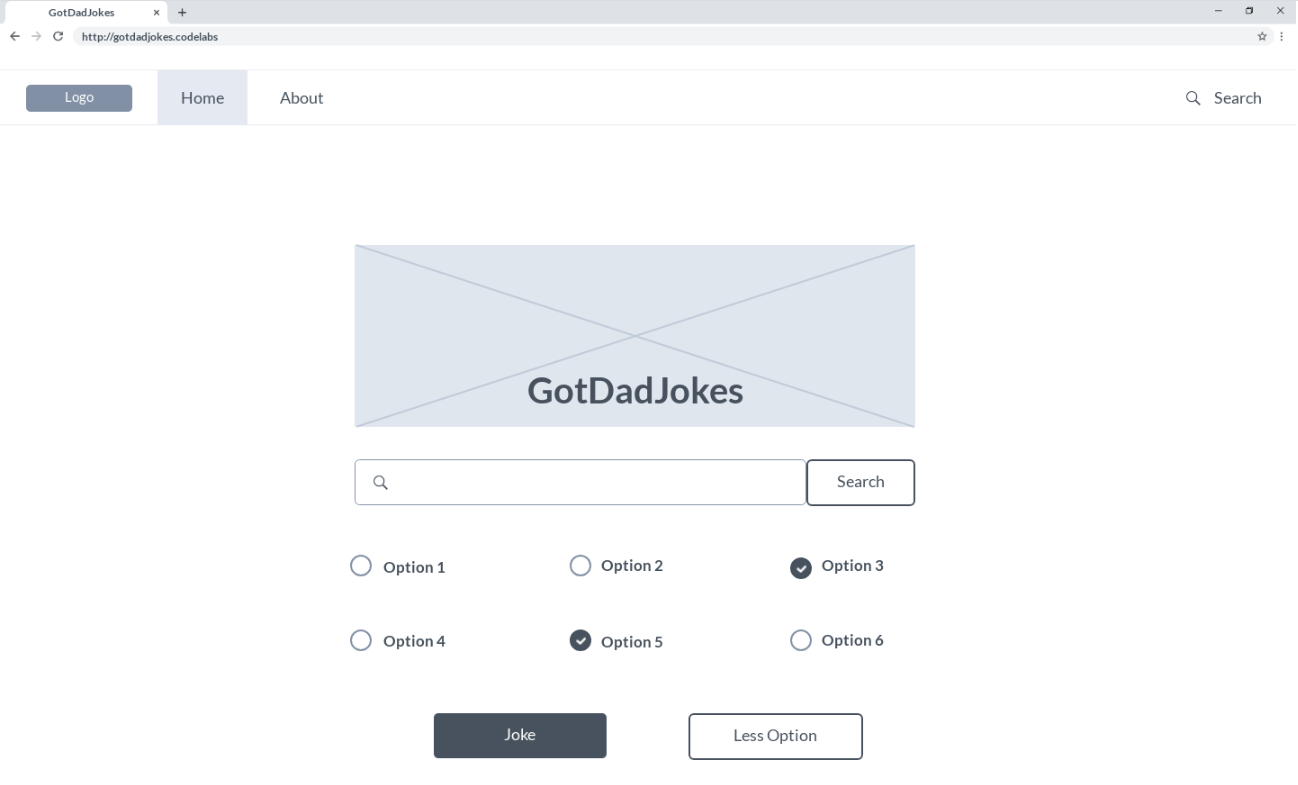 GotDadJokes
http://gotdadjokes.codelabs
Logo
Home
About
Search
GotDadJokes
Search
Option 1
Option 2
Option 3
Option 4
Option 5
Option 6
Joke
Less Option